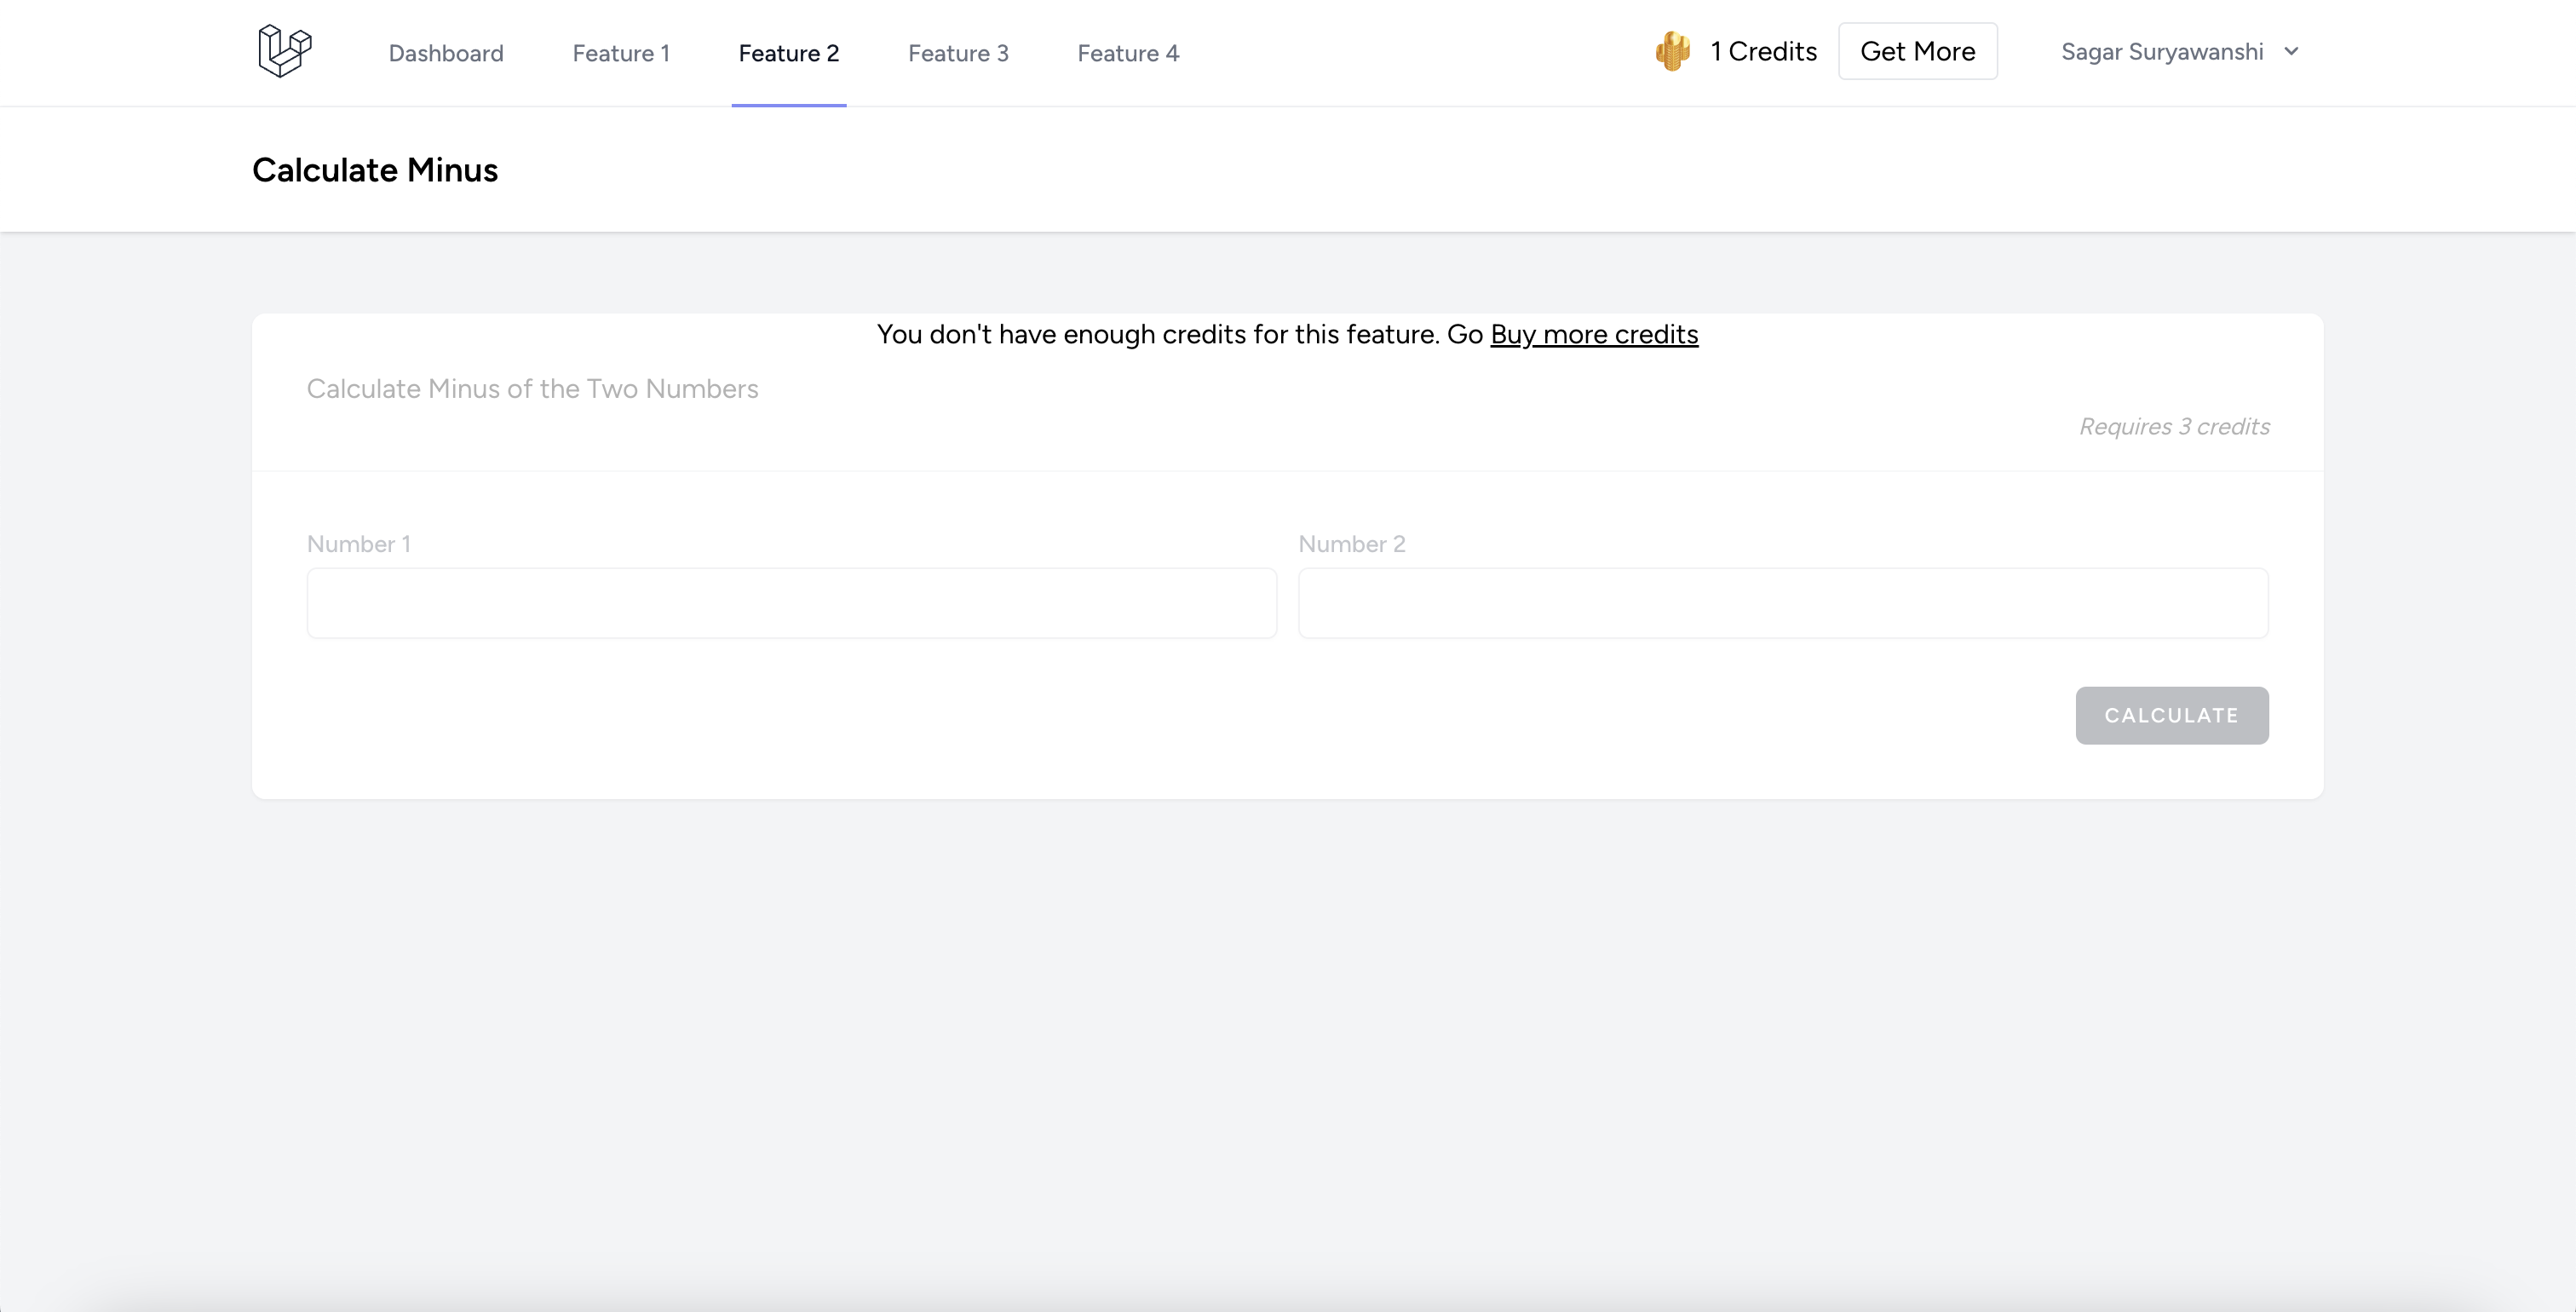 Dashboard Feature 1 Feature 2 Feature 3 Feature 4 1 Credits Get More Sagar Suryawanshi
Calculate Minus
You don't have enough credits for this feature. Go Buy more credits
Calculate Minus of the Two Numbers
Requires 3 credits
Number 1 Number 2
CALCULATE